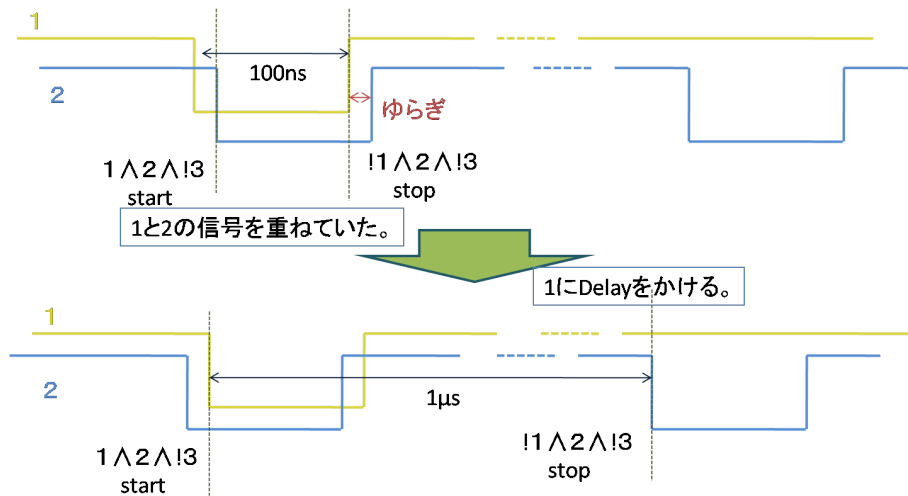 1
100ns
2
ゆらぎ
1∧2∧!3
start
!1∧2∧!3
stop
1と2の信号を重ねていた。
1にDelayをかける。
1
2
1μs
1∧2∧!3
start
!1∧2∧!3
stop